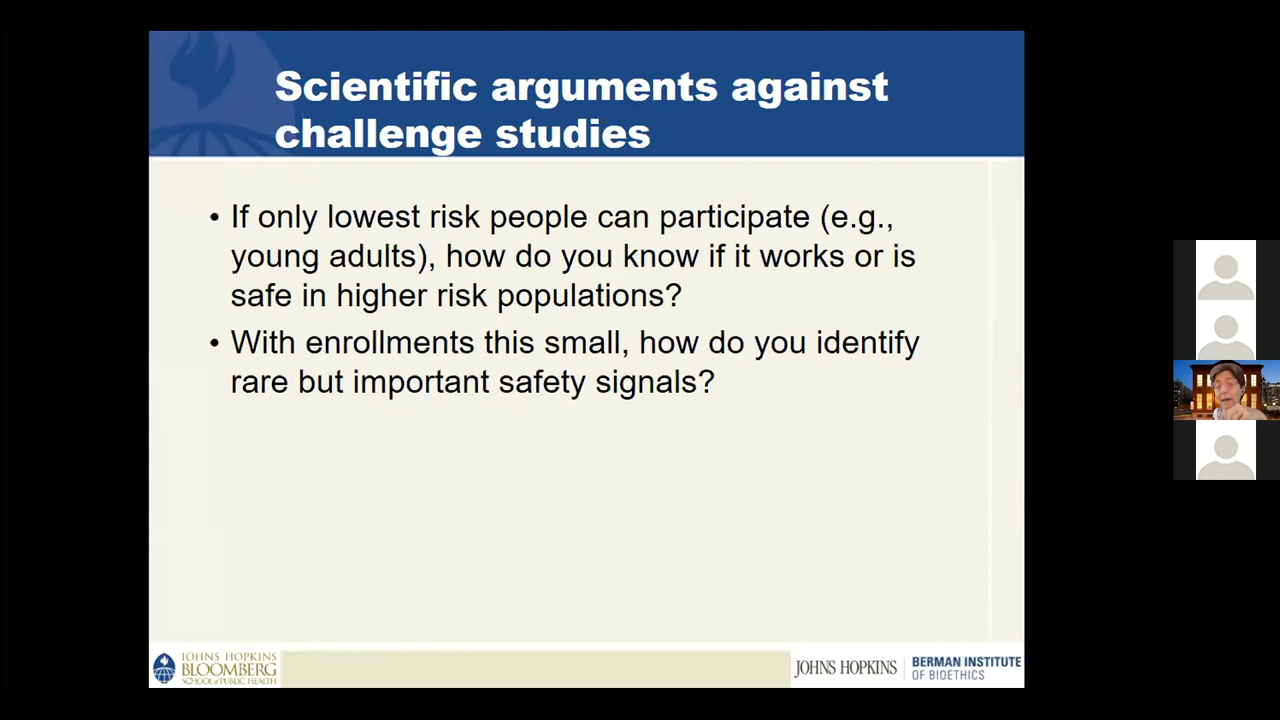 Scientific arguments against
challenge studies
• If only lowest risk people can participate (e.g.,
young adults), how do you know if it works or is
safe in higher risk populations?
• With enrollments this small, how do you identify
rare but important safety signals?
JOHNS HOPKINS
BLOOMBERG
SCHOOL of PUBLIC HEALTH
JOHNS HOPKINS
BERMAN INSTITUTE
OF BIOETHICS